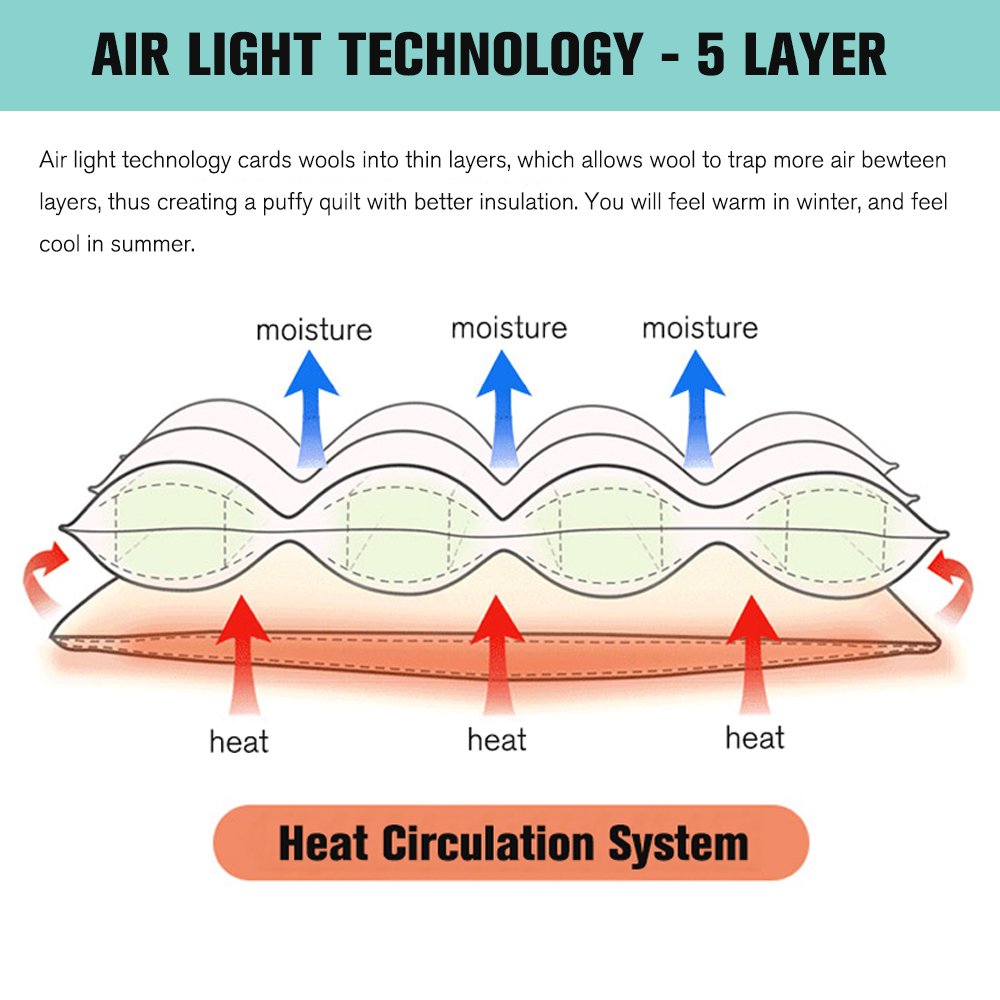 AIR LIGHT TECHNOLOGY - 5 LAYER
Air light technology cards wools into thin layers, which allows wool to trap more air bewteen
layers, thus creating a puffy quilt with better insulation. You will feel warm in winter, and feel
cool in summer.
moisture moisture moisture
heat heat heat
Heat Circulation System